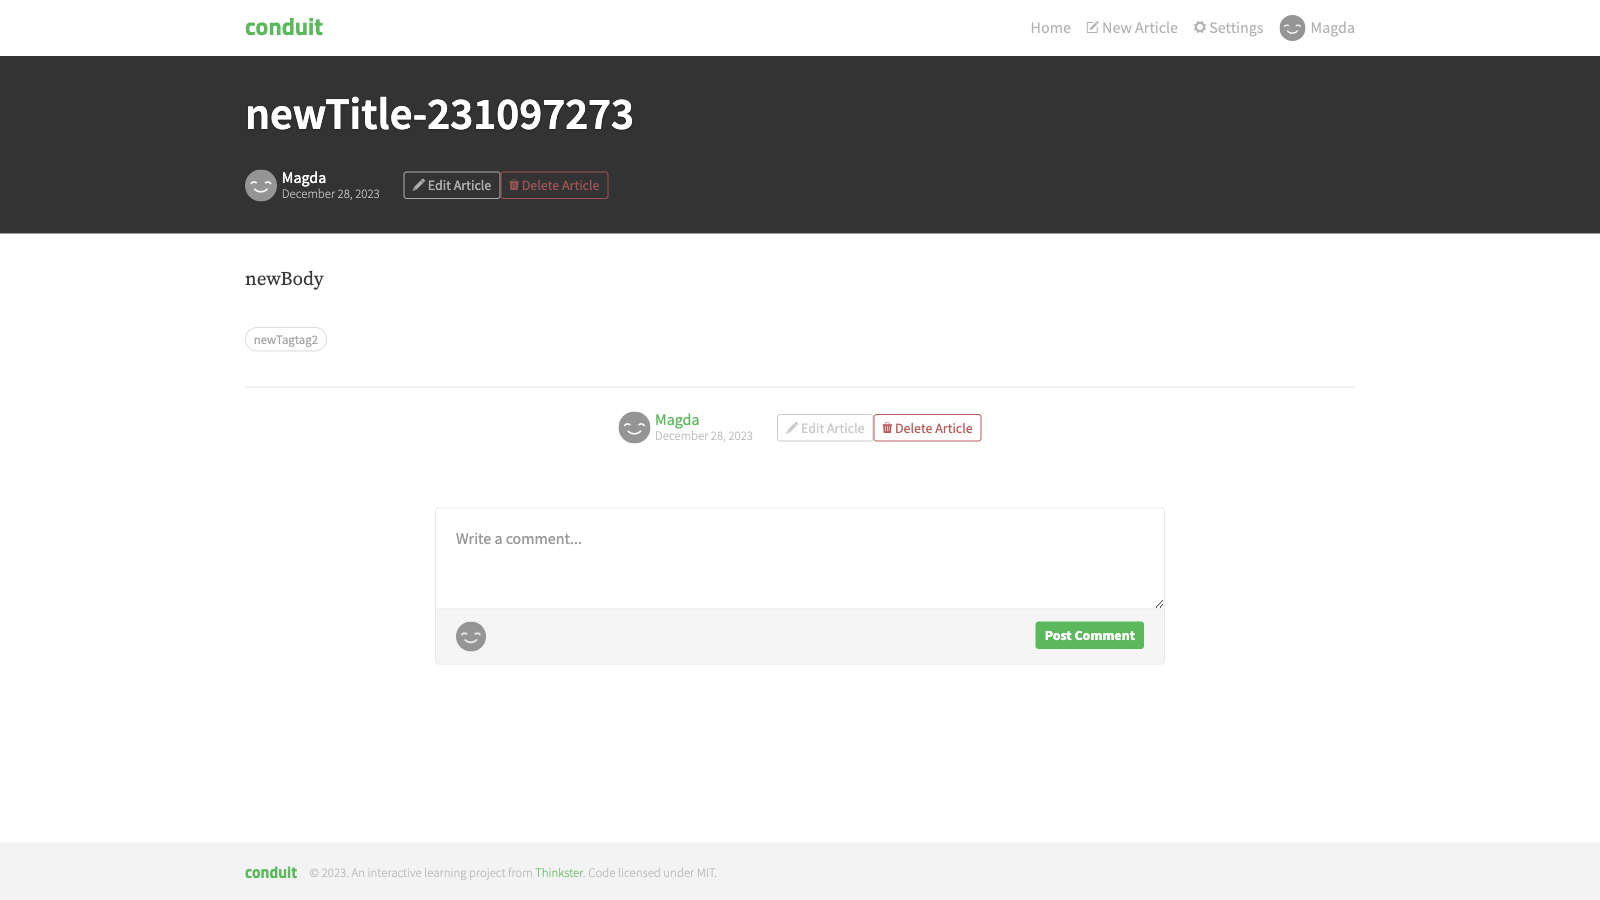 conduit
Home New Article Settings Magda
newTitle-231097273
Magda
December 28, 2023
Edit Article Delete Article
newBody
newTagtag2
Magda
December 28, 2023
Edit Article Delete Article
Write a comment...
Post Comment
conduit © 2023. An interactive learning project from Thinkster. Code licensed under MIT.